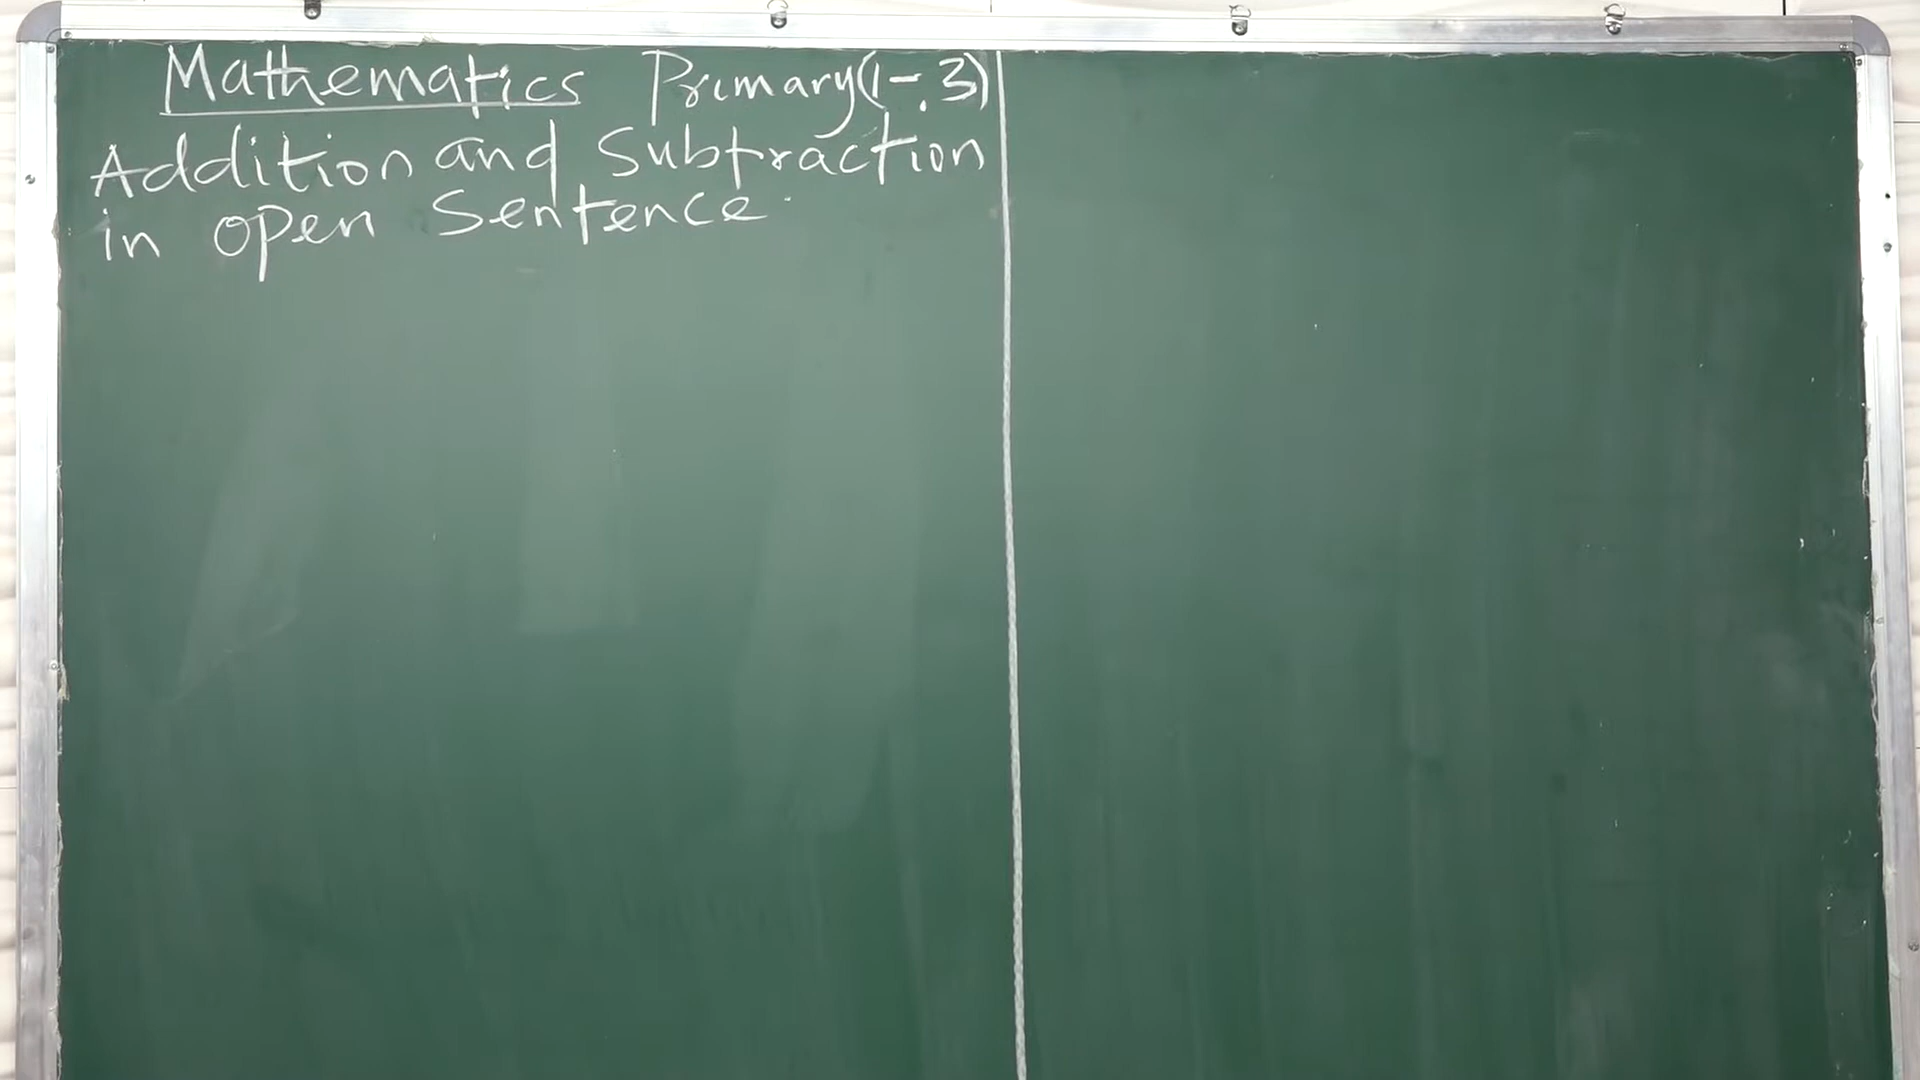 Mathematics Primary(1-3)
Addition and Subtraction
in open Sentence.